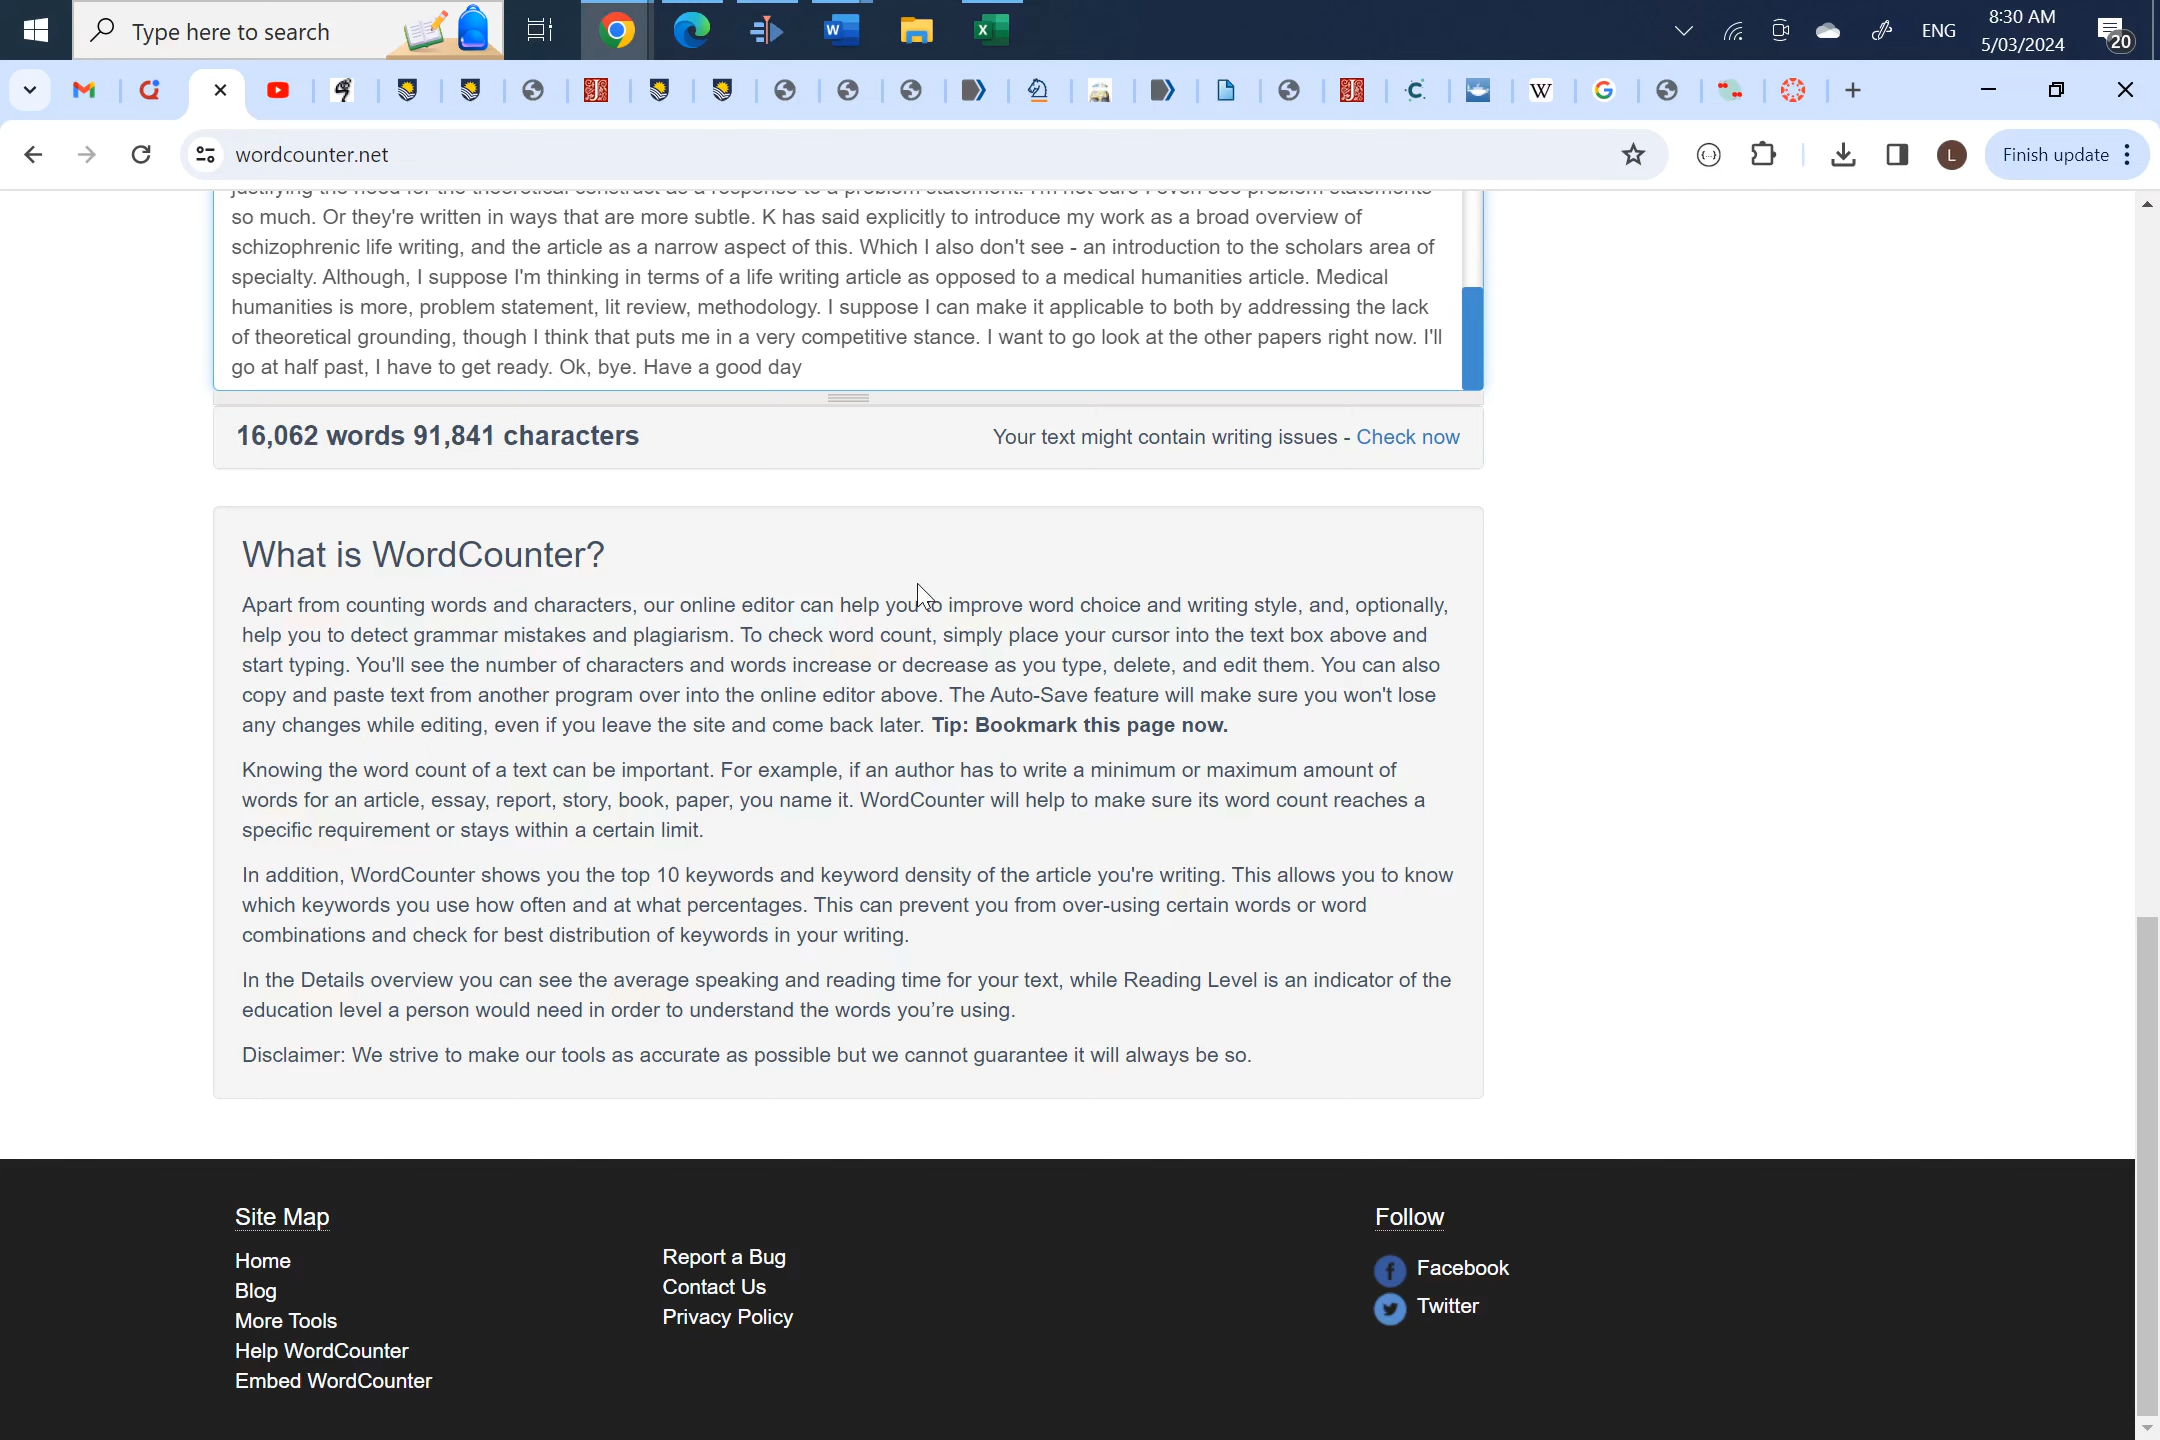 Type here to search
ENG
8:30 AM
5/03/2024
20
wordcounter.net
Finish update
justifying the need for the theoretical construct as a response to a problem statement. I'm not sure I even see problem statements
so much. Or they're written in ways that are more subtle. K has said explicitly to introduce my work as a broad overview of
schizophrenic life writing, and the article as a narrow aspect of this. Which I also don't see - an introduction to the scholars area of
specialty. Although, I suppose I'm thinking in terms of a life writing article as opposed to a medical humanities article. Medical
humanities is more, problem statement, lit review, methodology. I suppose I can make it applicable to both by addressing the lack
of theoretical grounding, though I think that puts me in a very competitive stance. I want to go look at the other papers right now. I'll
go at half past, I have to get ready. Ok, bye. Have a good day
16,062 words 91,841 characters
Your text might contain writing issues - Check now
What is WordCounter?
Apart from counting words and characters, our online editor can help you to improve word choice and writing style, and, optionally,
help you to detect grammar mistakes and plagiarism. To check word count, simply place your cursor into the text box above and
start typing. You'll see the number of characters and words increase or decrease as you type, delete, and edit them. You can also
copy and paste text from another program over into the online editor above. The Auto-Save feature will make sure you won't lose
any changes while editing, even if you leave the site and come back later. Tip: Bookmark this page now.
Knowing the word count of a text can be important. For example, if an author has to write a minimum or maximum amount of
words for an article, essay, report, story, book, paper, you name it. WordCounter will help to make sure its word count reaches a
specific requirement or stays within a certain limit.
In addition, WordCounter shows you the top 10 keywords and keyword density of the article you're writing. This allows you to know
which keywords you use how often and at what percentages. This can prevent you from over-using certain words or word
combinations and check for best distribution of keywords in your writing.
In the Details overview you can see the average speaking and reading time for your text, while Reading Level is an indicator of the
education level a person would need in order to understand the words you’re using.
Disclaimer: We strive to make our tools as accurate as possible but we cannot guarantee it will always be so.
Site Map
Home
Blog
More Tools
Help WordCounter
Embed WordCounter
Report a Bug
Contact Us
Privacy Policy
Follow
Facebook
Twitter